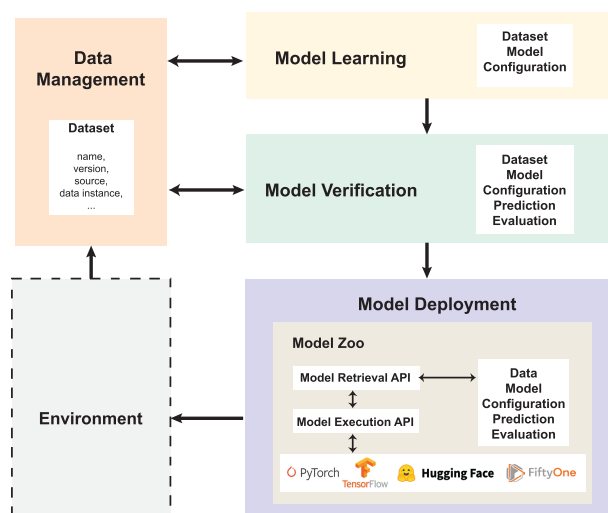 Data
Management
Dataset
name,
version,
source,
data instance,
...
Model Learning
Dataset
Model
Configuration
Model Verification
Dataset
Model
Configuration
Prediction
Evaluation
Environment
Model Deployment
Model Zoo
Model Retrieval API
Model Execution API
Data
Model
Configuration
Prediction
Evaluation
PyTorch
TensorFlow
Hugging Face
FiftyOne